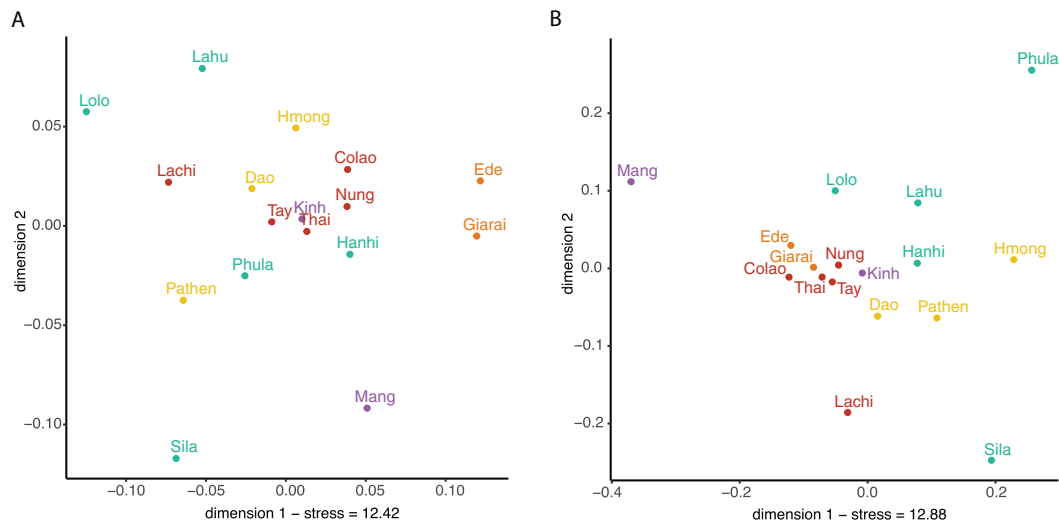 A
Lahu
Lolo
Hmong
0.05
Colao
Lachi
Dao
Ede
Nung
Kinh
Tay
Thai
0.00
Giarai
Hanhi
Phula
Pathen
−0.05
Mang
−0.10
Sila
dimension 2
−0.10 −0.05 0.00 0.05 0.10
dimension 1 − stress = 12.42
B
Phula
0.2
Mang
Lolo
0.1
Lahu
Ede
Nung
Hanhi
Hmong
Giarai
0.0
Colao
Kinh
Thai
Tay
Dao
Pathen
−0.1
Lachi
−0.2
Sila
dimension 2
−0.4 −0.2 0.0 0.2
dimension 1 − stress = 12.88